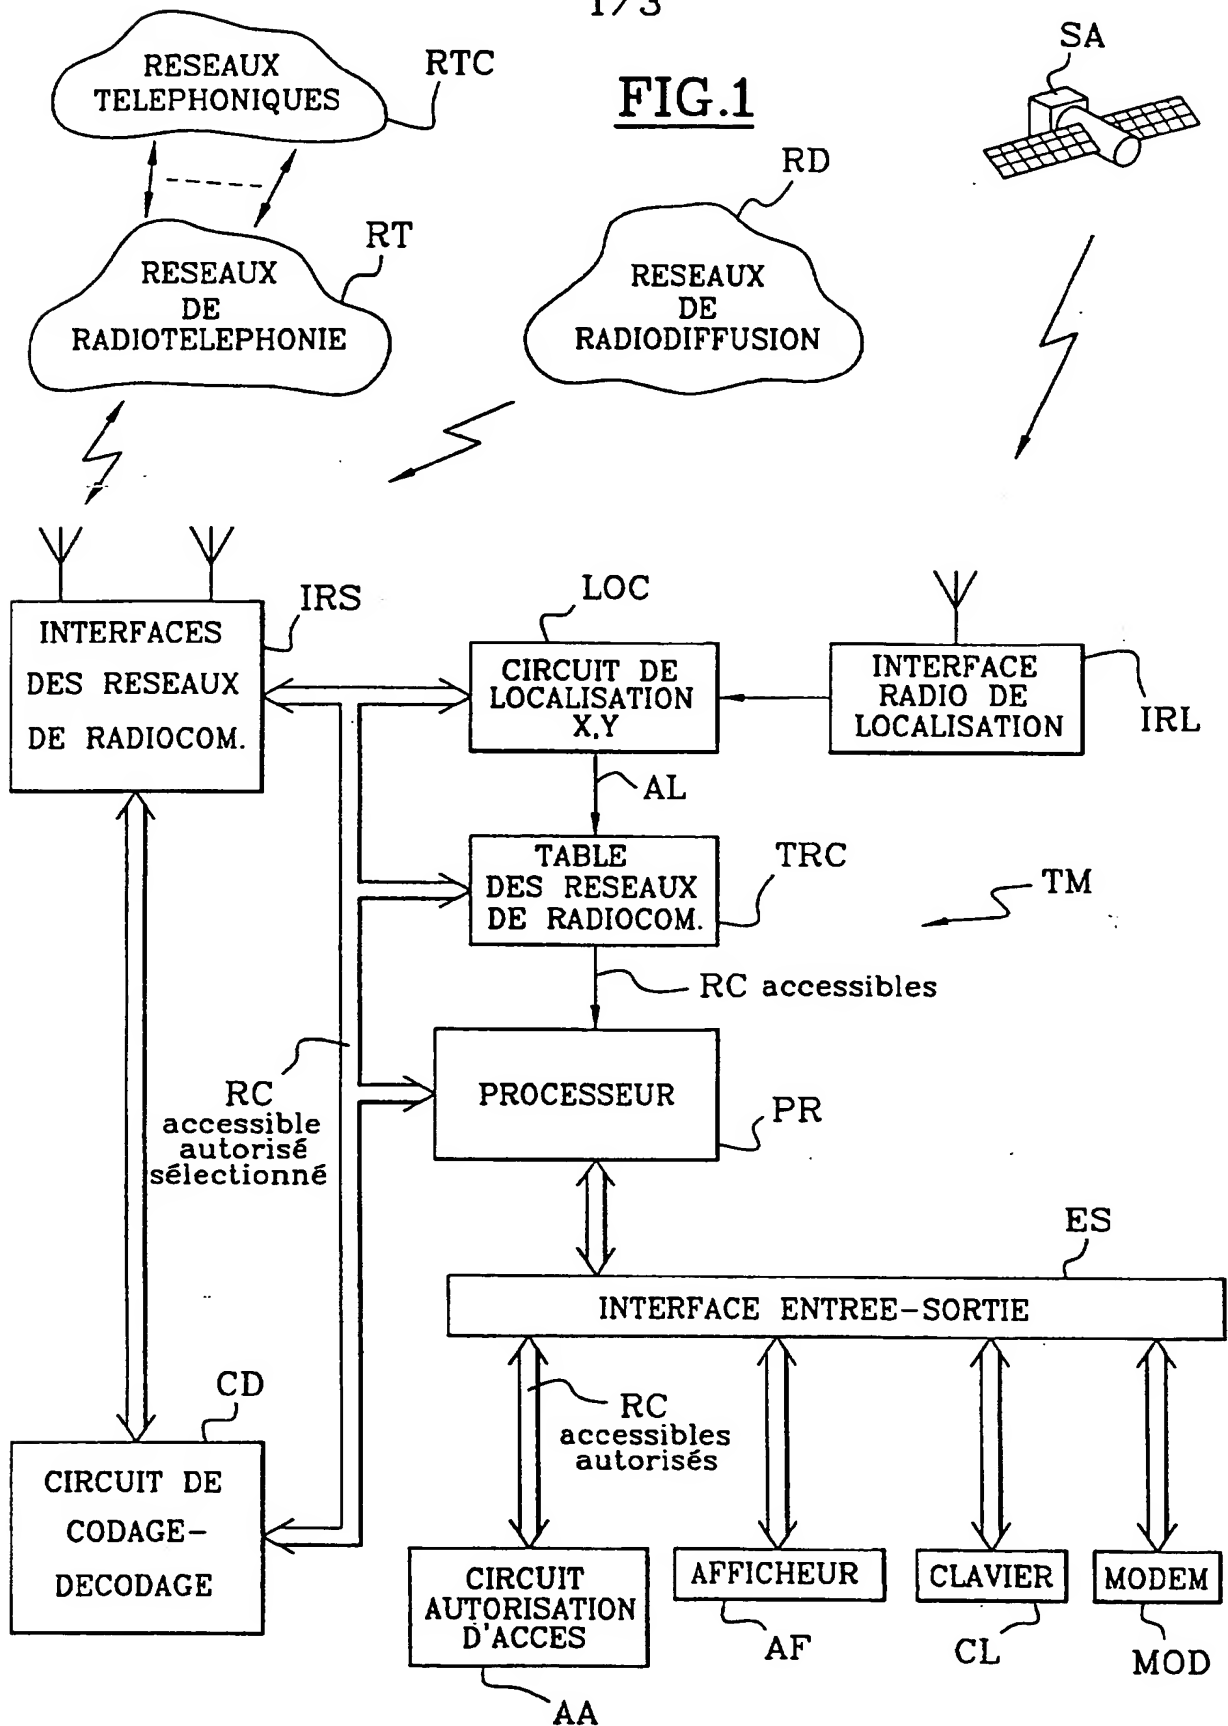 1/3
FIG.1
RESEAUX
TELEPHONIQUES
RTC
SA
RD
RT
RESEAUX
DE
RADIOTELEPHONIE
RESEAUX
DE
RADIODIFFUSION
IRS
INTERFACES
DES RESEAUX
DE RADIOCOM.
LOC
CIRCUIT DE
LOCALISATION
X,Y
INTERFACE
RADIO DE
LOCALISATION
IRL
AL
TABLE
DES RESEAUX
DE RADIOCOM.
TRC
TM
RC accessibles
PROCESSEUR
PR
RC
accessible
autorisé
sélectionné
ES
INTERFACE ENTREE-SORTIE
CD
CIRCUIT DE
CODAGE-
DECODAGE
RC
accessibles
autorisés
CIRCUIT
AUTORISATION
D'ACCES
AA
AFFICHEUR
AF
CLAVIER
CL
MODEM
MOD